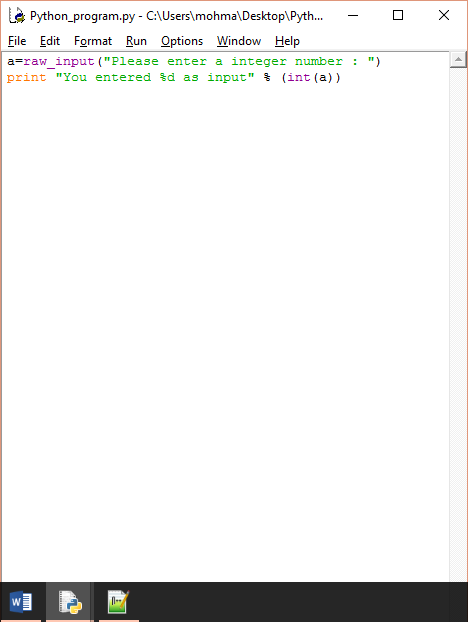 Python_program.py - C:\Users\mohma\Desktop\Pyth...
File Edit Format Run Options Window Help
a=raw_input("Please enter a integer number : ")
print "You entered %d as input" % (int(a))